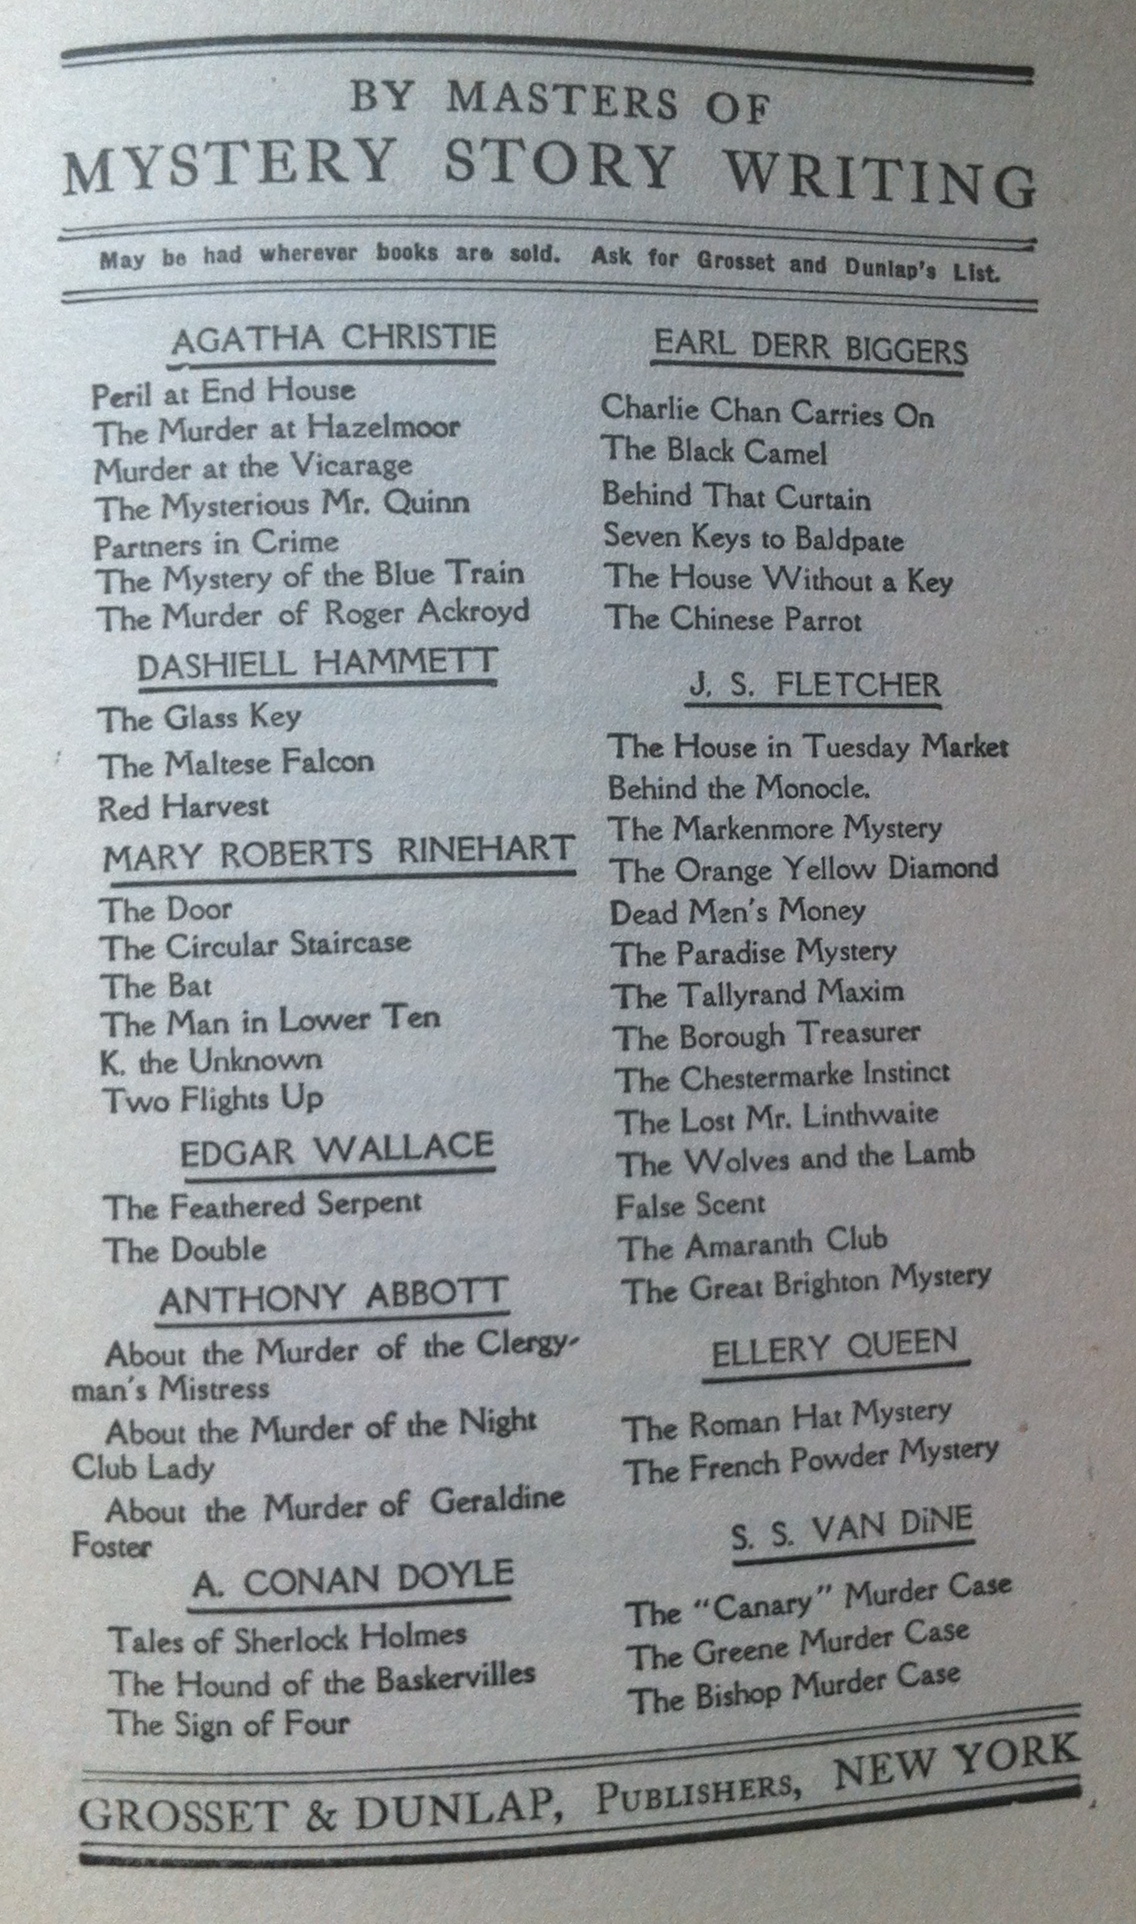 BY MASTERS OF
MYSTERY STORY WRITING
May be had wherever books are sold. Ask for Grosset and Dunlap's List.
AGATHA CHRISTIE
Peril at End House
The Murder at Hazelmoor
Murder at the Vicarage
The Mysterious Mr. Quinn
Partners in Crime
The Mystery of the Blue Train
The Murder of Roger Ackroyd
DASHIELL HAMMETT
The Glass Key
The Maltese Falcon
Red Harvest
MARY ROBERTS RINEHART
The Door
The Circular Staircase
The Bat
The Man in Lower Ten
K. the Unknown
Two Flights Up
EDGAR WALLACE
The Feathered Serpent
The Double
ANTHONY ABBOTT
About the Murder of the Clergy-
man's Mistress
About the Murder of the Night
Club Lady
About the Murder of Geraldine
Foster
A. CONAN DOYLE
Tales of Sherlock Holmes
The Hound of the Baskervilles
The Sign of Four
EARL DERR BIGGERS
Charlie Chan Carries On
The Black Camel
Behind That Curtain
Seven Keys to Baldpate
The House Without a Key
The Chinese Parrot
J. S. FLETCHER
The House in Tuesday Market
Behind the Monocle.
The Markenmore Mystery
The Orange Yellow Diamond
Dead Men's Money
The Paradise Mystery
The Tallyrand Maxim
The Borough Treasurer
The Chestermarke Instinct
The Lost Mr. Linthwaite
The Wolves and the Lamb
False Scent
The Amaranth Club
The Great Brighton Mystery
ELLERY QUEEN
The Roman Hat Mystery
The French Powder Mystery
S. S. VAN DiNE
The "Canary" Murder Case
The Greene Murder Case
The Bishop Murder Case
GROSSET & DUNLAP, PUBLISHERS, NEW YORK